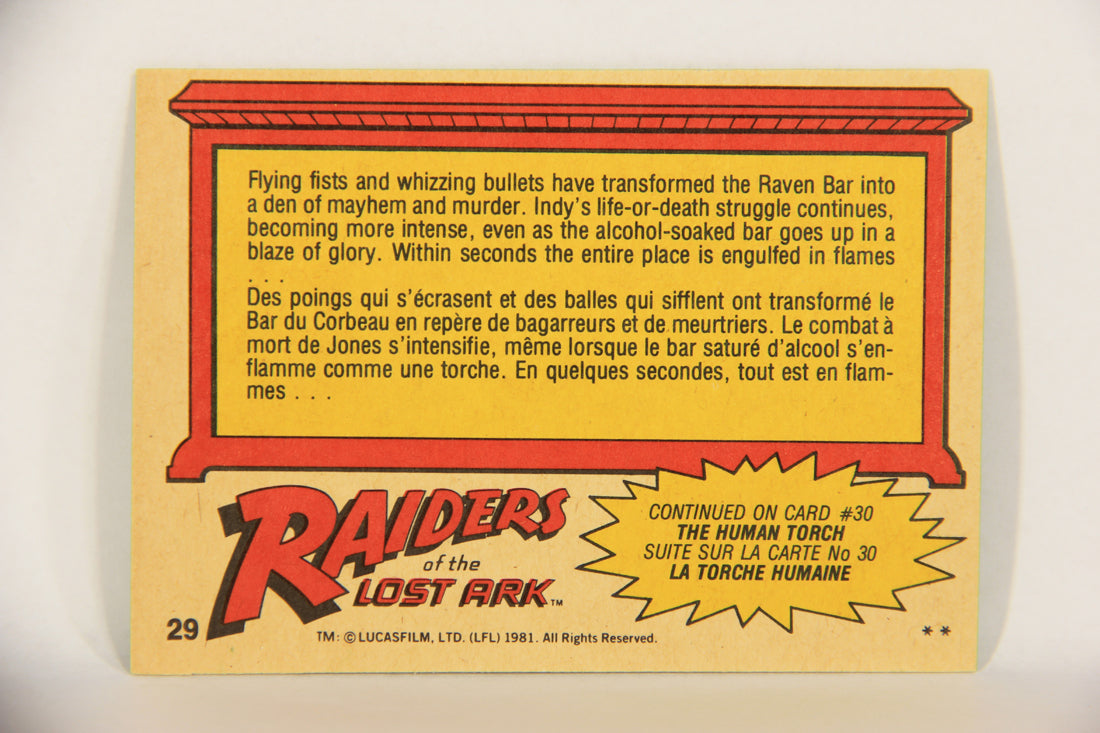 Flying fists and whizzing bullets have transformed the Raven Bar into
a den of mayhem and murder. Indy's life-or-death struggle continues,
becoming more intense, even as the alcohol-soaked bar goes up in a
blaze of glory. Within seconds the entire place is engulfed in flames
. . .
Des poings qui s'écrasent et des balles qui sifflent ont transformé le
Bar du Corbeau en repère de bagarreurs et de meurtriers. Le combat à
mort de Jones s'intensifie, même lorsque le bar saturé d'alcool s'en-
flamme comme une torche. En quelques secondes, tout est en flam-
mes . . .
RAIDERS
of the
LOST ARK™
CONTINUED ON CARD #30
THE HUMAN TORCH
SUITE SUR LA CARTE No 30
LA TORCHE HUMAINE
29
TM: ©LUCASFILM, LTD. (LFL) 1981. All Rights Reserved.
**